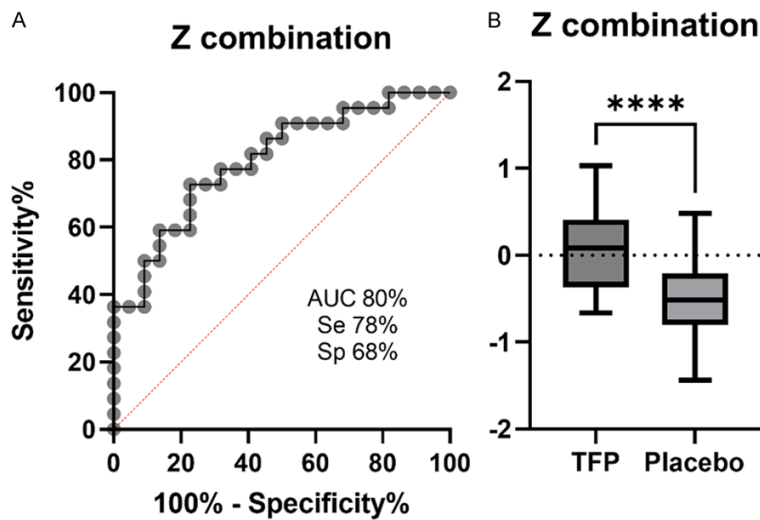 A
Z combination
100
80
60
40
20
0
Sensitivity%
AUC 80%
Se 78%
Sp 68%
0 20 40 60 80 100
100% - Specificity%
B
Z combination
2
1
0
-1
-2
****
TFP Placebo